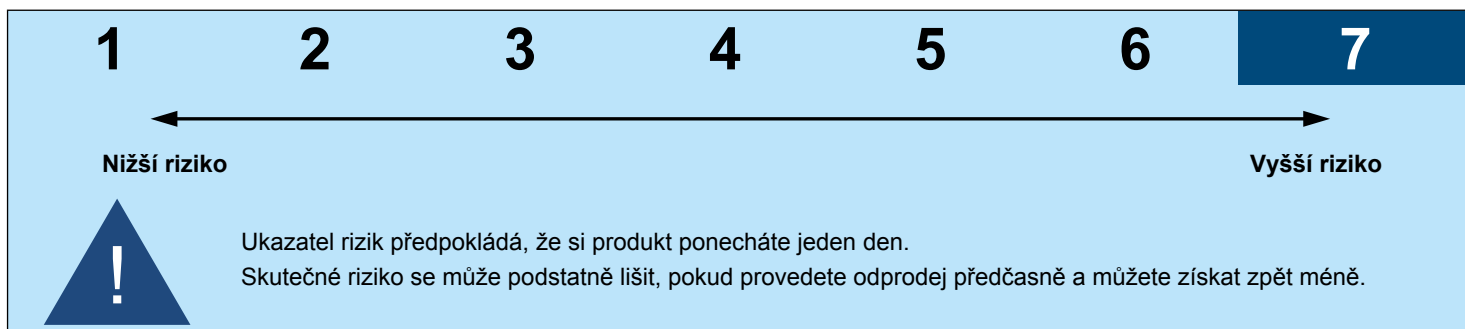 1 2 3 4 5 6 7
Nižší riziko Vyšší riziko
!
Ukazatel rizik předpokládá, že si produkt ponecháte jeden den.
Skutečné riziko se může podstatně lišit, pokud provedete odprodej předčasně a můžete získat zpět méně.